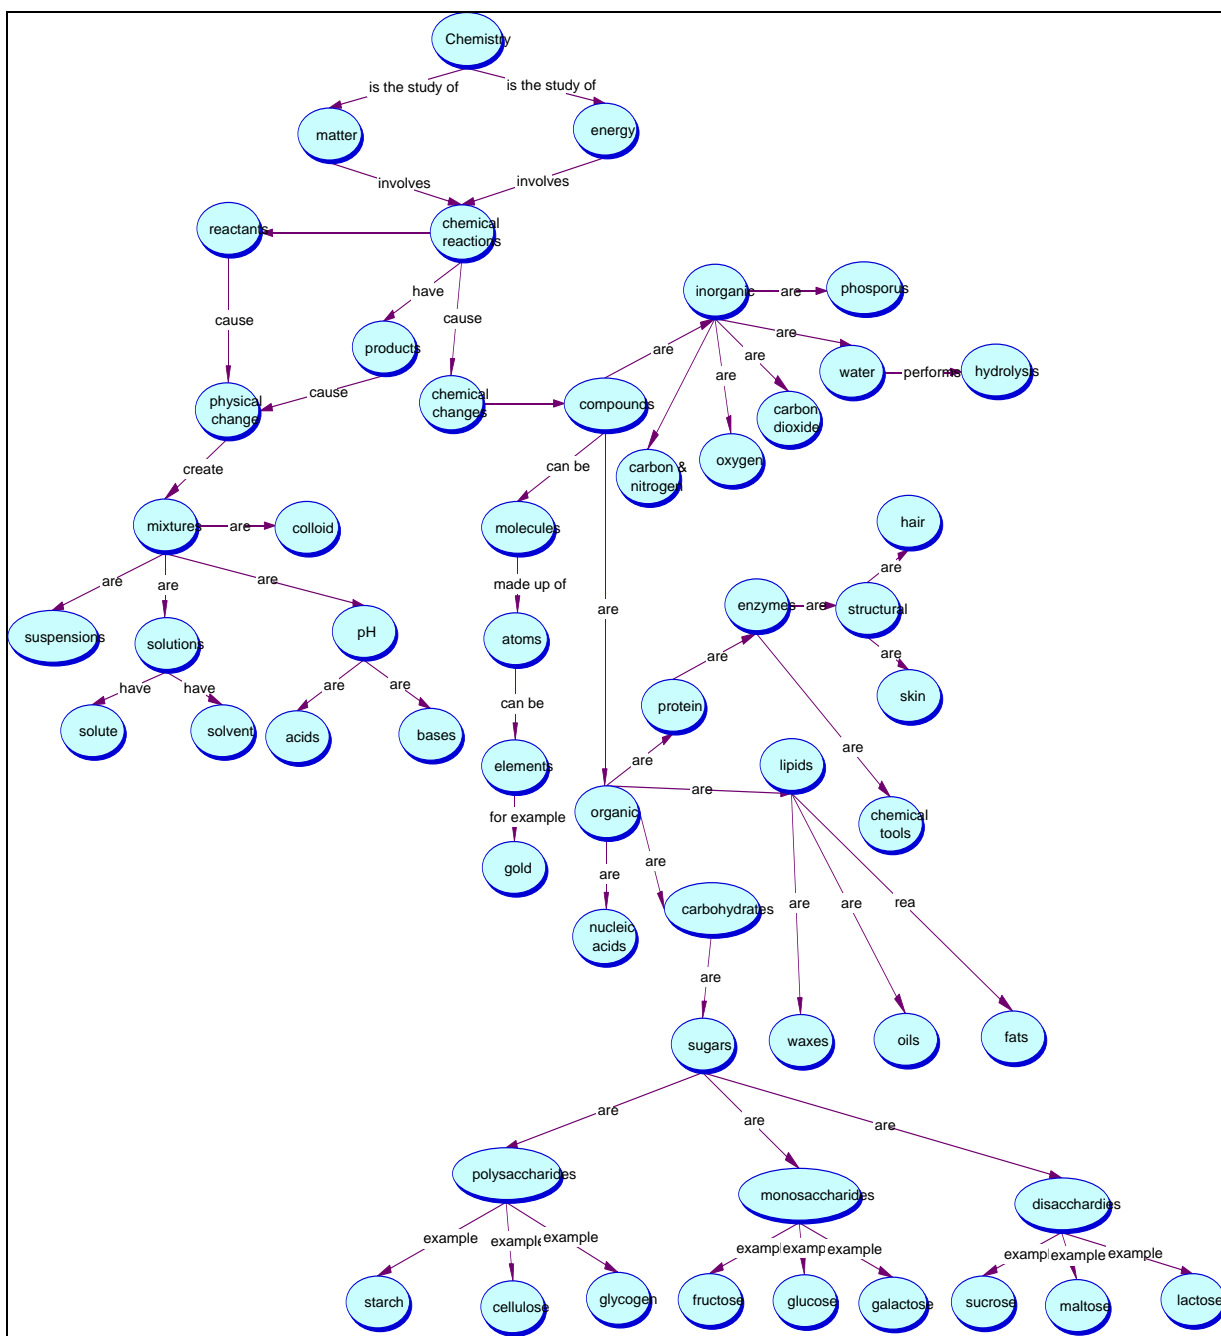 Chemistry
is the study of
is the study of
matter
energy
involves
involves
reactants
chemical
reactions
inorganic
are
phosporus
have
cause
cause
are
products
are
are
water
performs
hydrolysis
are
cause
physical
change
chemical
changes
compounds
carbon
dioxide
create
can be
carbon &
nitrogen
oxygen
mixtures
are
colloid
molecules
hair
are
are
are
are
made up of
are
enzymes
are
structural
suspensions
solutions
pH
atoms
are
are
have
have
are
are
can be
protein
skin
solute
solvent
acids
bases
are
are
elements
lipids
are
for example
organic
chemical
tools
gold
are
are
are
are
rea
carbohydrates
nucleic
acids
are
sugars
waxes
oils
fats
are
are
are
polysaccharides
monosaccharides
disacchardies
example
example
example
exampl
examp
example
exampl
example
example
starch
cellulose
glycogen
fructose
glucose
galactose
sucrose
maltose
lactose